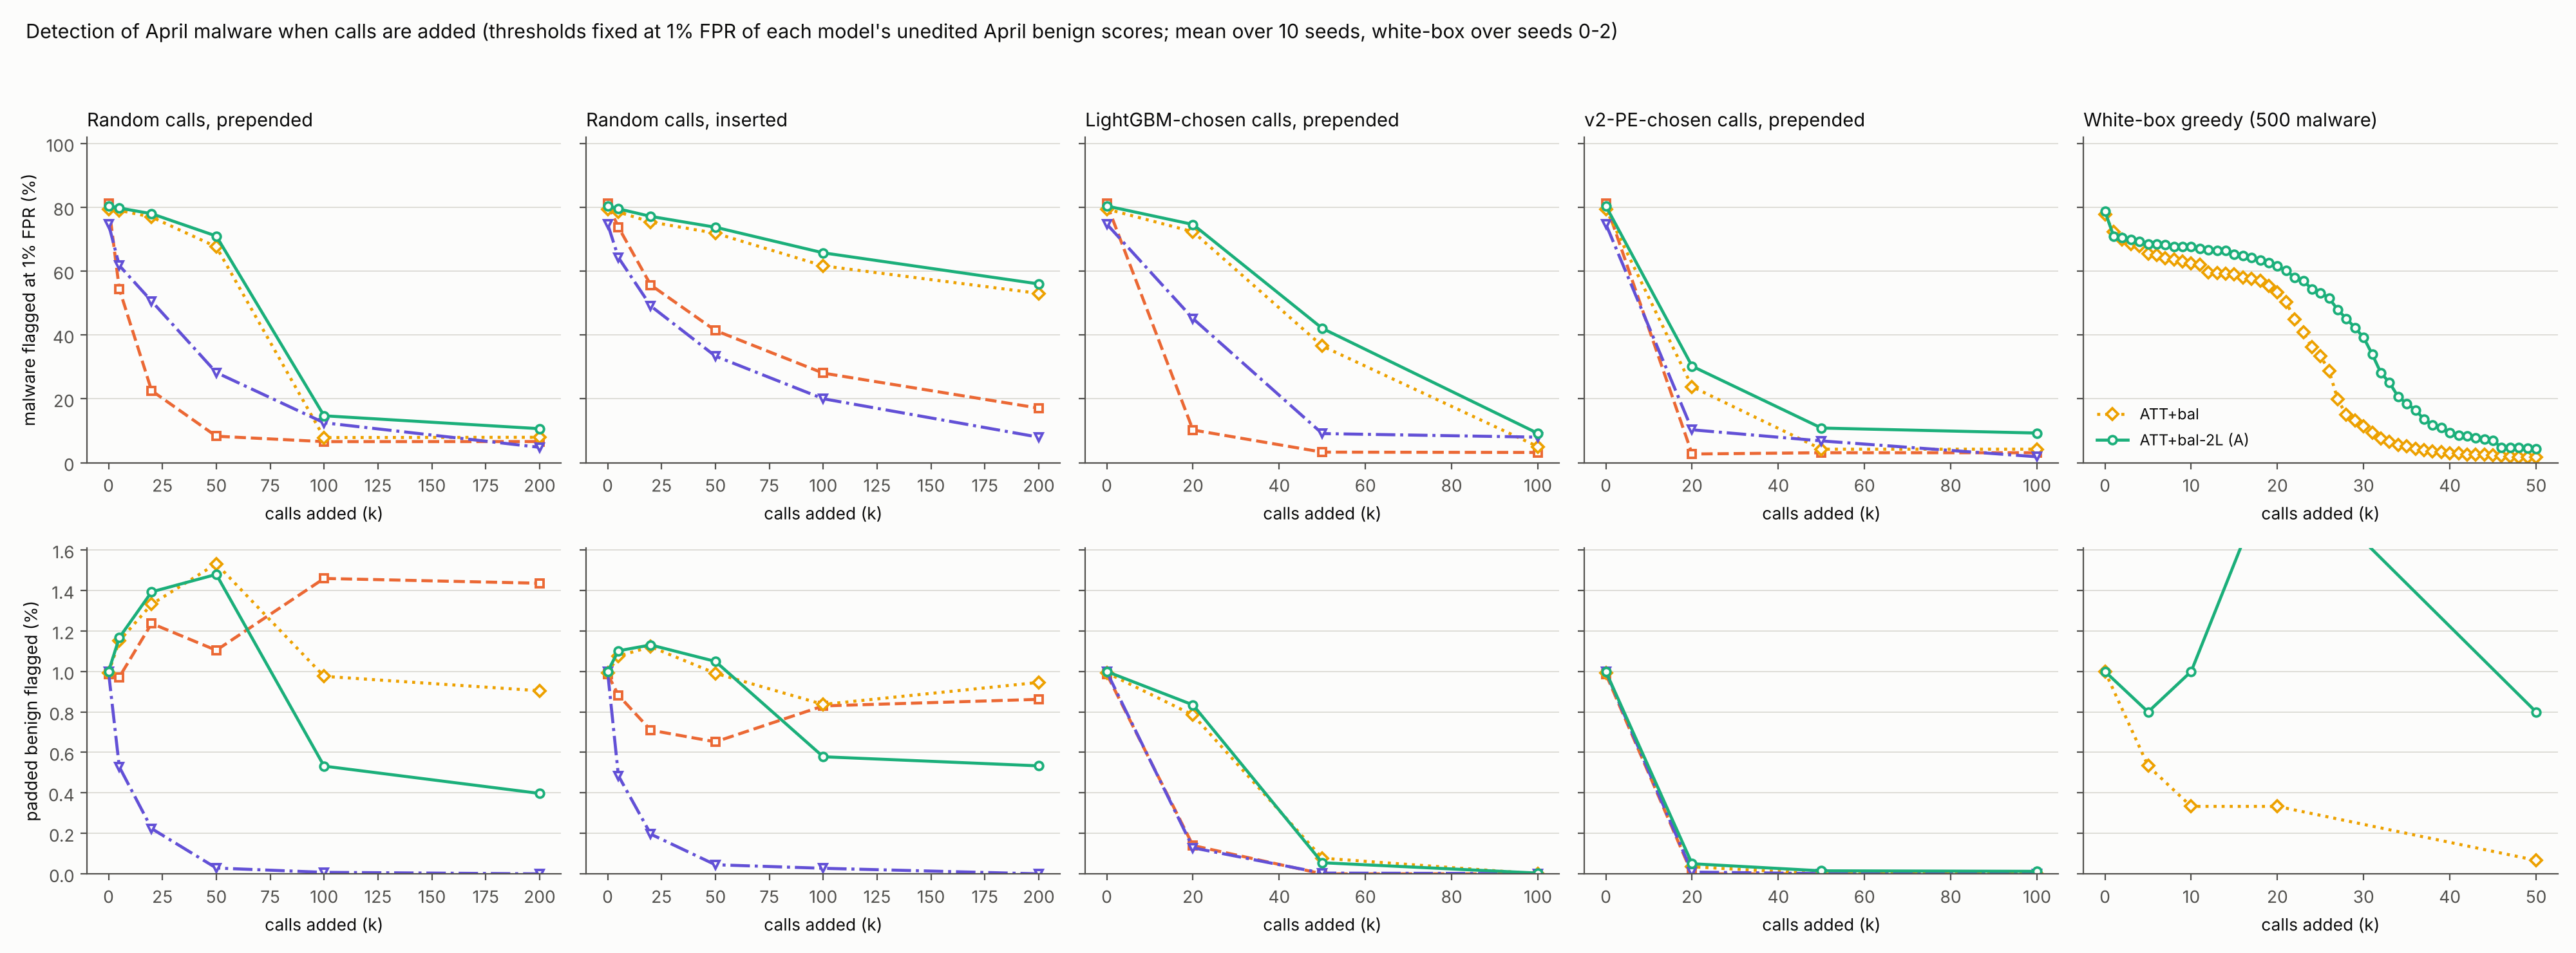 Detection of April malware when calls are added (thresholds fixed at 1% FPR of each model's unedited April benign scores; mean over 10 seeds, white-box over seeds 0-2)
Random calls, prepended
Random calls, inserted
LightGBM-chosen calls, prepended
v2-PE-chosen calls, prepended
White-box greedy (500 malware)
malware flagged at 1% FPR (%)
100
80
60
40
20
0
ATT+bal
ATT+bal-2L (A)
0 25 50 75 100 125 150 175 200
0 25 50 75 100 125 150 175 200
0 20 40 60 80 100
0 20 40 60 80 100
0 10 20 30 40 50
calls added (k)
calls added (k)
calls added (k)
calls added (k)
calls added (k)
padded benign flagged (%)
1.6
1.4
1.2
1.0
0.8
0.6
0.4
0.2
0.0
0 25 50 75 100 125 150 175 200
0 25 50 75 100 125 150 175 200
0 20 40 60 80 100
0 20 40 60 80 100
0 10 20 30 40 50
calls added (k)
calls added (k)
calls added (k)
calls added (k)
calls added (k)